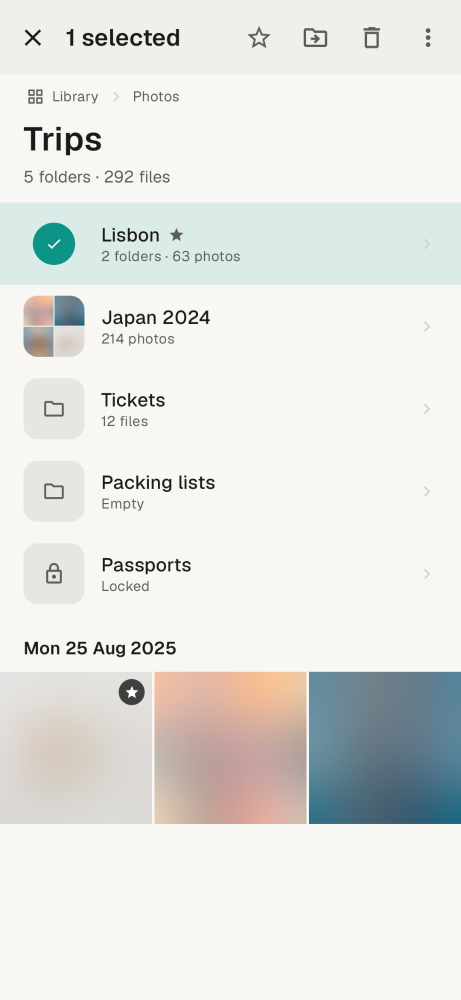 1 selected
Library
Photos
Trips
5 folders · 292 files
Lisbon
2 folders · 63 photos
Japan 2024
214 photos
Tickets
12 files
Packing lists
Empty
Passports
Locked
Mon 25 Aug 2025